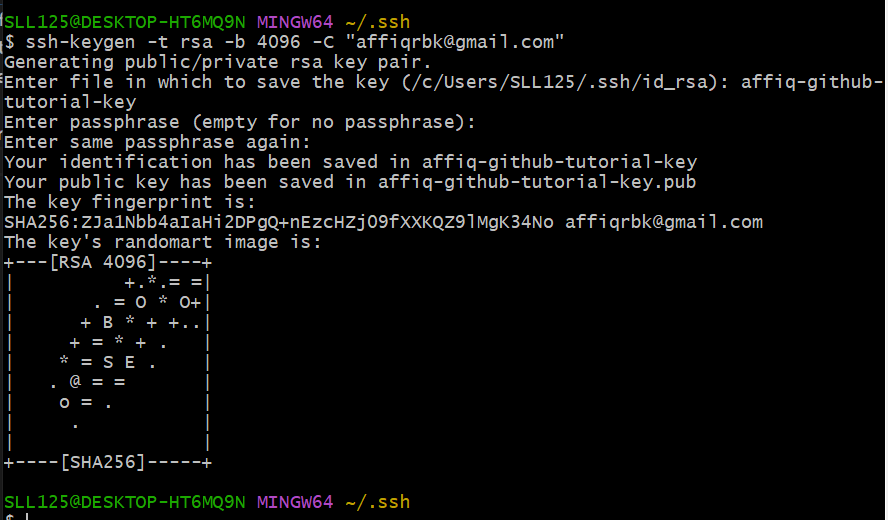 SLL125@DESKTOP-HT6MQ9N MINGW64 ~/.ssh
$ ssh-keygen -t rsa -b 4096 -C "affiqrbk@gmail.com"
Generating public/private rsa key pair.
Enter file in which to save the key (/c/Users/SLL125/.ssh/id_rsa): affiq-github-
tutorial-key
Enter passphrase (empty for no passphrase):
Enter same passphrase again:
Your identification has been saved in affiq-github-tutorial-key
Your public key has been saved in affiq-github-tutorial-key.pub
The key fingerprint is:
SHA256:ZJa1Nbb4aIaHi2DPgQ+nEzcHZjO9fXXKQZ9lMgK34No affiqrbk@gmail.com
The key's randomart image is:
+---[RSA 4096]----+
|          +.*.= =|
|       . = O * O+|
|      + B * + +..|
|     + = * + .   |
|    * = S E .    |
|   . @ = =       |
|    o = .        |
|     .           |
|                 |
+----[SHA256]-----+
SLL125@DESKTOP-HT6MQ9N MINGW64 ~/.ssh
$